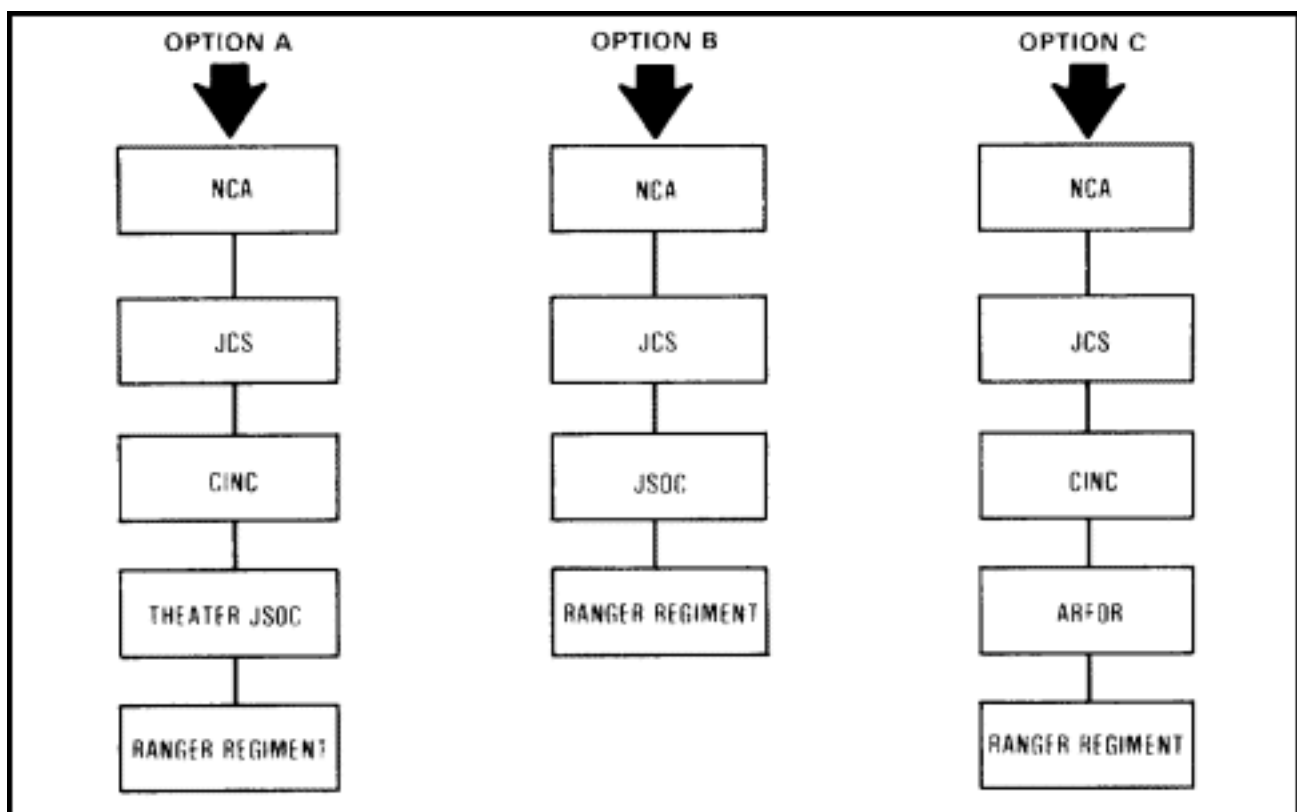 OPTION A
NCA
JCS
CINC
THEATER JSOC
RANGER REGIMENT
OPTION B
NCA
JCS
JSOC
RANGER REGIMENT
OPTION C
NCA
JCS
CINC
ARFOR
RANGER REGIMENT